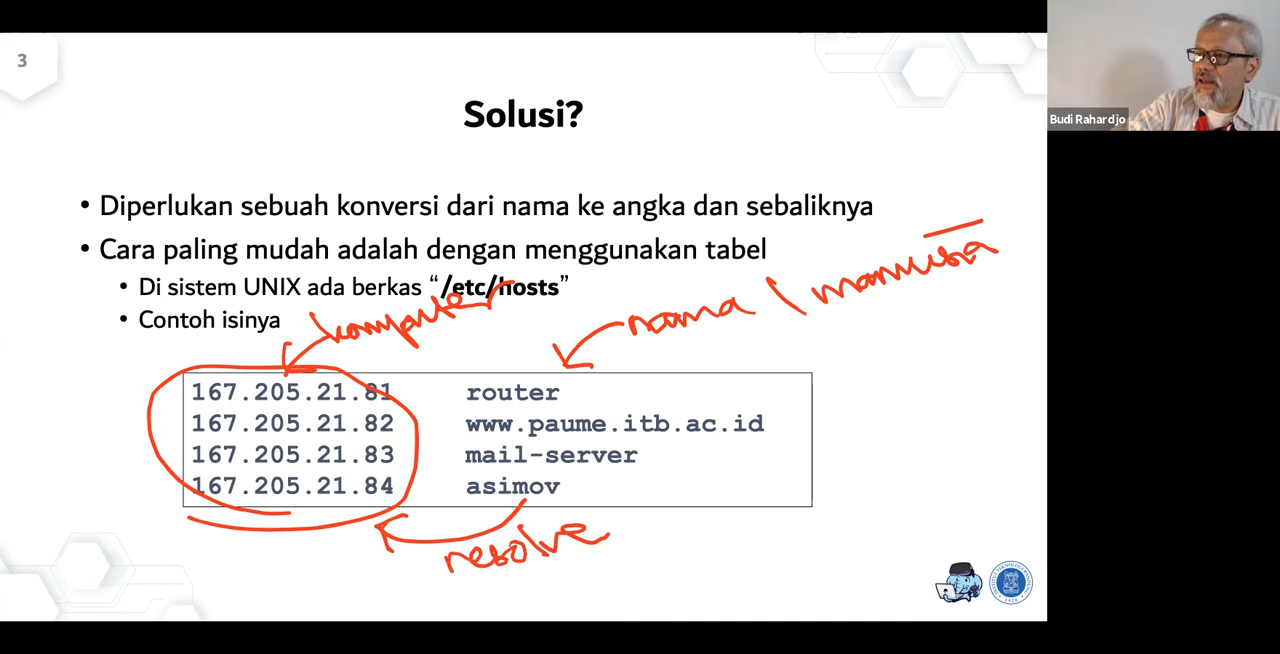 3
Budi Rahardjo
Solusi?
• Diperlukan sebuah konversi dari nama ke angka dan sebaliknya
• Cara paling mudah adalah dengan menggunakan tabel
• Di sistem UNIX ada berkas “/etc/hosts”
• Contoh isinya
komputer
nama / manusia
167.205.21.81 router
167.205.21.82 www.paume.itb.ac.id
167.205.21.83 mail-server
167.205.21.84 asimov
resolve